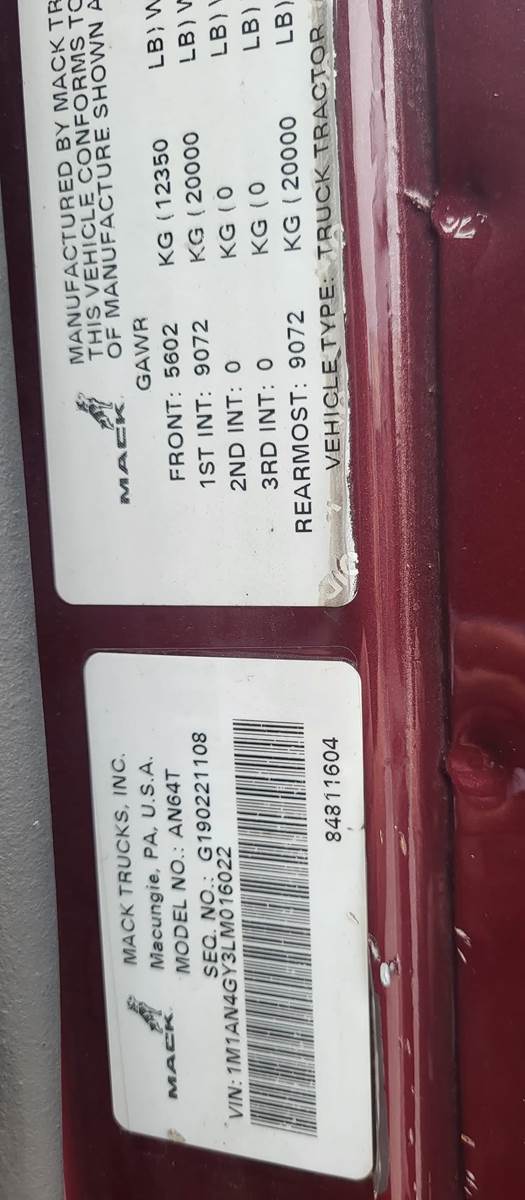 MANUFACTURED BY MACK TR
THIS VEHICLE CONFORMS TO
OF MANUFACTURE SHOWN A
MACK
GAWR
FRONT: 5602 KG (12350 LB) W
1ST INT: 9072 KG (20000 LB) W
2ND INT: 0 KG (0 LB)
3RD INT: 0 KG (0 LB)
REARMOST: 9072 KG (20000 LB)
VEHICLE TYPE: TRUCK TRACTOR
MACK
MACK TRUCKS, INC.
Macungie, PA, U.S.A.
MODEL NO.: AN64T
SEQ. NO.: G190221108
VIN: 1M1AN4GY3LM016022
84811604